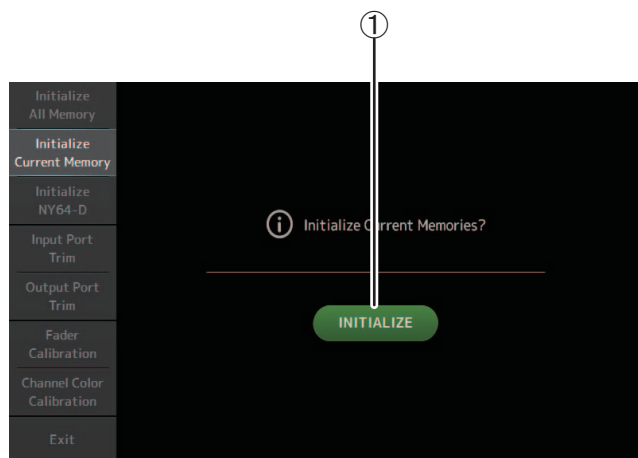 ①
Initialize
All Memory
Initialize
Current Memory
Initialize
NY64-D
Input Port
Trim
Output Port
Trim
Fader
Calibration
Channel Color
Calibration
Exit
Initialize Current Memories?
INITIALIZE